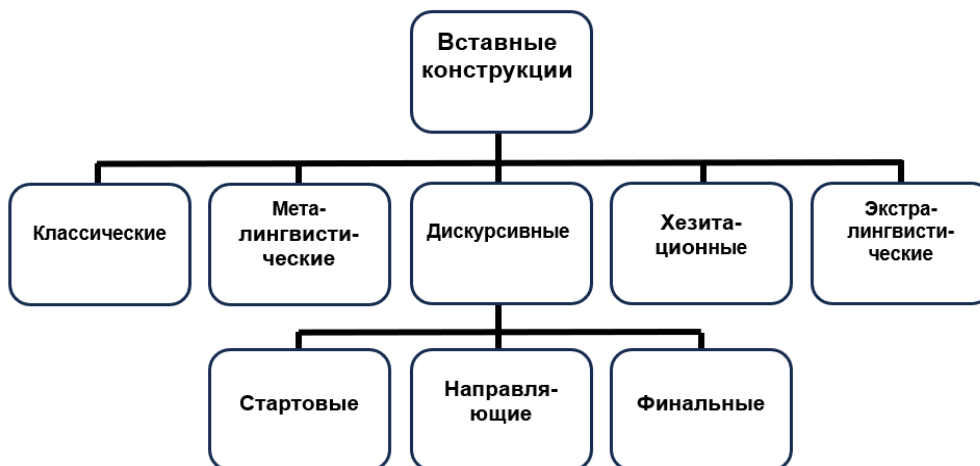 Вставные
конструкции
Классические
Мета-
лингвисти-
ческие
Дискурсивные
Хезита-
ционные
Экстра-
лингвисти-
ческие
Стартовые
Направля-
ющие
Финальные